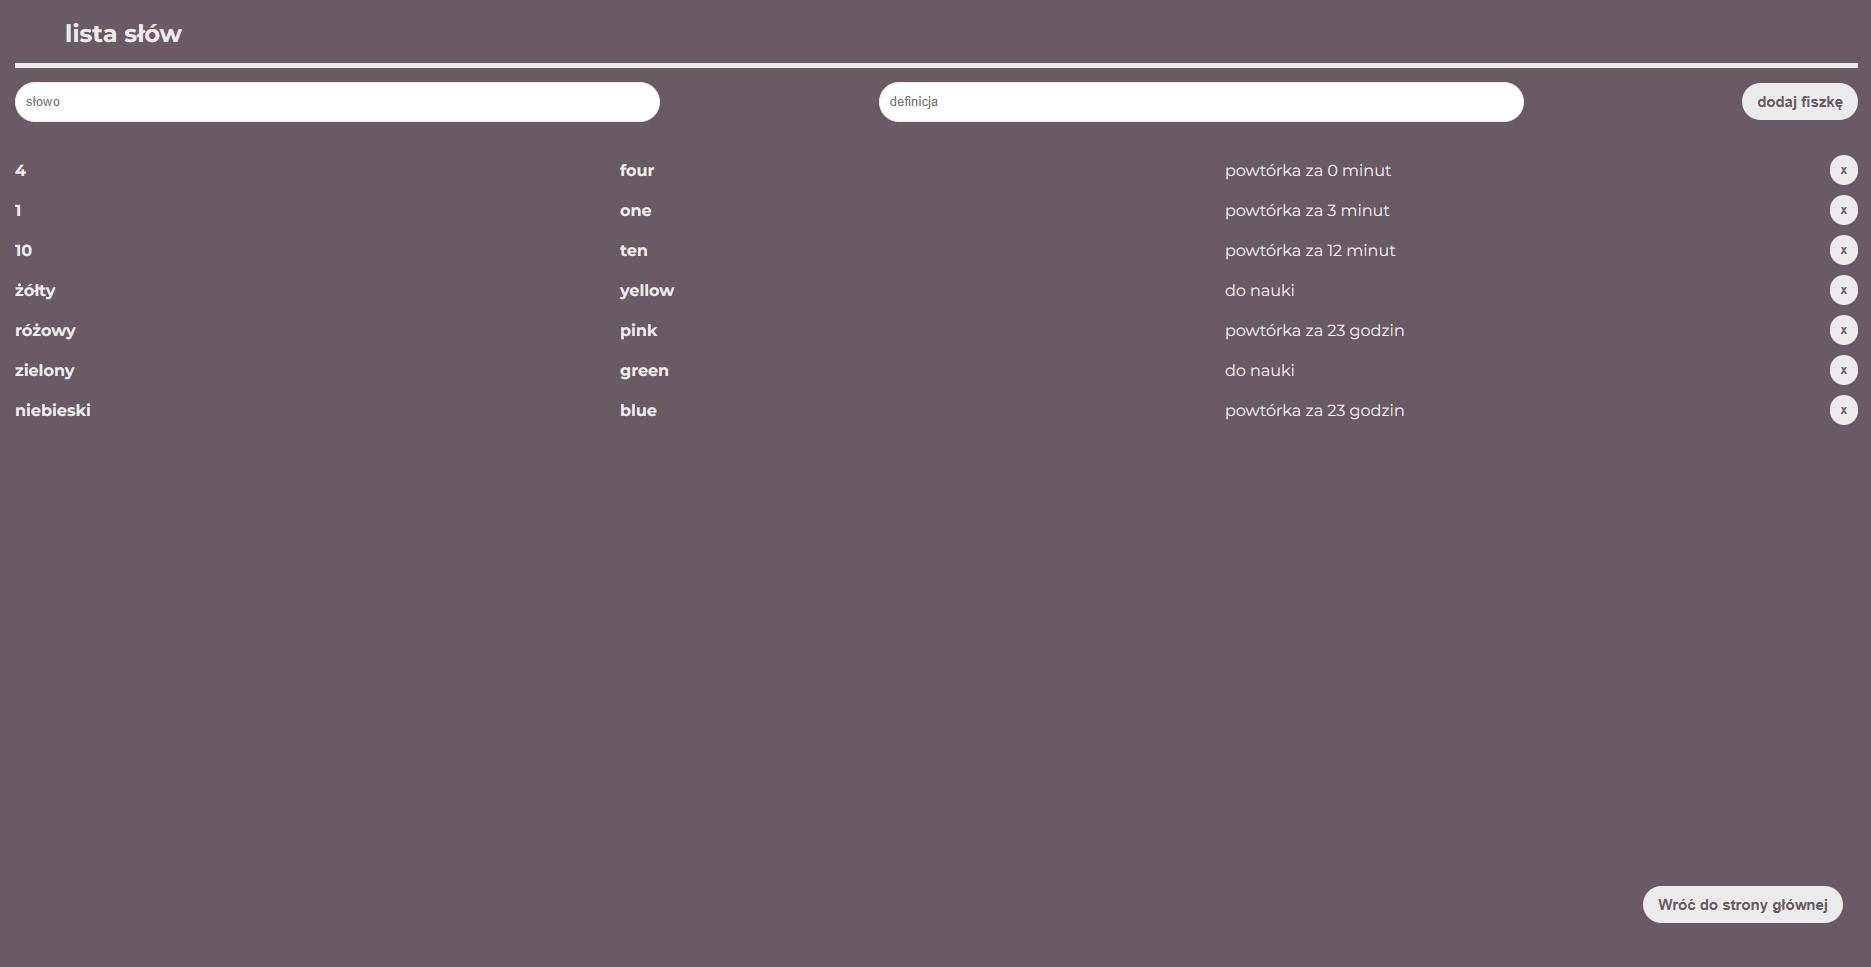 lista słów
słowo definicja dodaj fiszkę
4 four powtórka za 0 minut x
1 one powtórka za 3 minut x
10 ten powtórka za 12 minut x
żółty yellow do nauki x
różowy pink powtórka za 23 godzin x
zielony green do nauki x
niebieski blue powtórka za 23 godzin x
Wróć do strony głównej